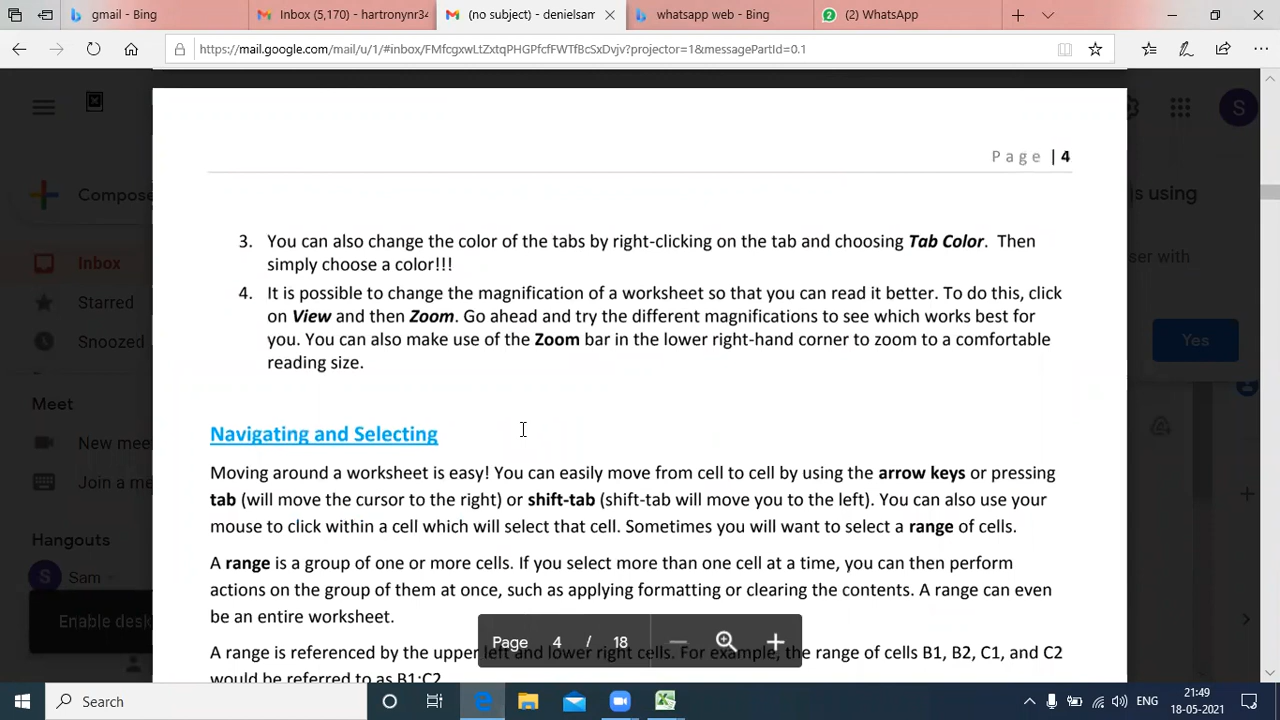 gmail - Bing
Inbox (5,170) - hartronynr34
(no subject) - denielsam
whatsapp web - Bing
2
(2) WhatsApp
https://mail.google.com/mail/u/1/#inbox/FMfcgxwLtZxtqPHGPfcfFWTfBcSxDvjv?projector=1&messagePartId=0.1
Page | 4
S
Compose
s using
3. You can also change the color of the tabs by right-clicking on the tab and choosing Tab Color. Then
simply choose a color!!!
Inbox
ser with
4. It is possible to change the magnification of a worksheet so that you can read it better. To do this, click
on View and then Zoom. Go ahead and try the different magnifications to see which works best for
you. You can also make use of the Zoom bar in the lower right-hand corner to zoom to a comfortable
reading size.
Starred
Snoozed
Yes
Meet
New mee
Join a me
Navigating and Selecting
Moving around a worksheet is easy! You can easily move from cell to cell by using the arrow keys or pressing
tab (will move the cursor to the right) or shift-tab (shift-tab will move you to the left). You can also use your
mouse to click within a cell which will select that cell. Sometimes you will want to select a range of cells.
Hangouts
S
Sam
A range is a group of one or more cells. If you select more than one cell at a time, you can then perform
actions on the group of them at once, such as applying formatting or clearing the contents. A range can even
be an entire worksheet.
Enable desk
Page 4 / 18
A range is referenced by the upper left and lower right cells. For example, the range of cells B1, B2, C1, and C2
would be referred to as B1:C2
Search
ENG
21:49
18-05-2021